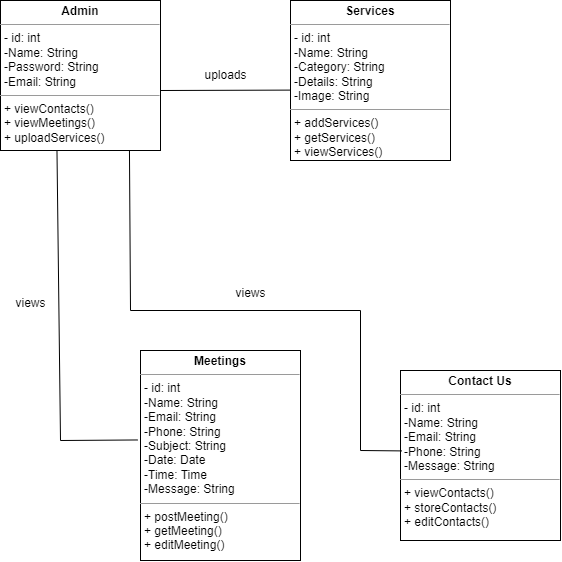 Admin
- id: int
-Name: String
-Password: String
-Email: String
+ viewContacts()
+ viewMeetings()
+ uploadServices()
uploads
Services
- id: int
-Name: String
-Category: String
-Details: String
-Image: String
+ addServices()
+ getServices()
+ viewServices()
views
views
Meetings
- id: int
-Name: String
-Email: String
-Phone: String
-Subject: String
-Date: Date
-Time: Time
-Message: String
+ postMeeting()
+ getMeeting()
+ editMeeting()
Contact Us
- id: int
-Name: String
-Email: String
-Phone: String
-Message: String
+ viewContacts()
+ storeContacts()
+ editContacts()